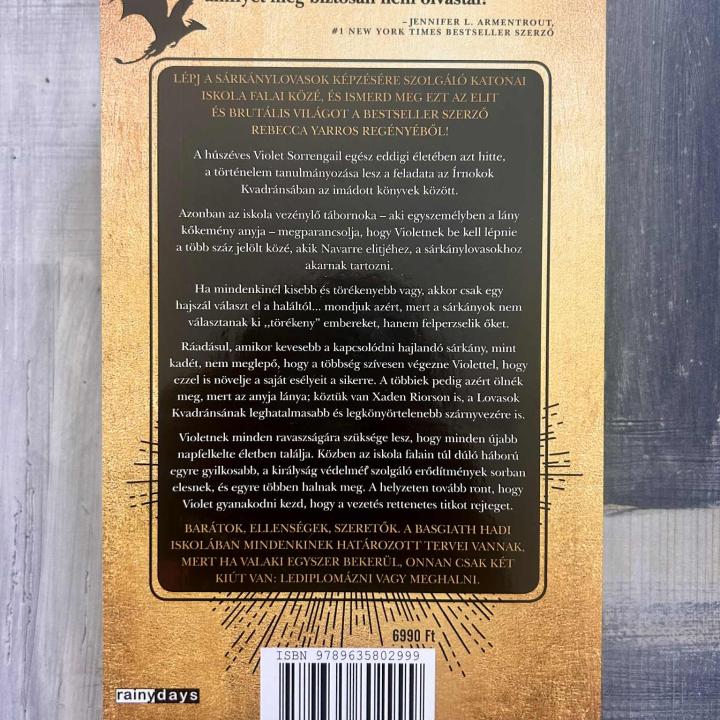 amilyet még biztosan nem olvastál!
– JENNIFER L. ARMENTROUT,
#1 NEW YORK TIMES BESTSELLER SZERZŐ
LÉPJ A SÁRKÁNYLOVASOK KÉPZÉSÉRE SZOLGÁLÓ KATONAI
ISKOLA FALAI KÖZÉ, ÉS ISMERD MEG EZT AZ ELIT
ÉS BRUTÁLIS VILÁGOT A BESTSELLER SZERZŐ
REBECCA YARROS REGÉNYÉBŐL!
A húszéves Violet Sorrengail egész eddigi életében azt hitte,
a történelem tanulmányozása lesz a feladata az Írnokok
Kvadránsában az imádott könyvek között.
Azonban az iskola vezénylő tábornoka – aki egyszemélyben a lány
kőkemény anyja – megparancsolja, hogy Violetnek be kell lépnie
a több száz jelölt közé, akik Navarre elitjéhez, a sárkánylovasokhoz
akarnak tartozni.
Ha mindenkinél kisebb és törékenyebb vagy, akkor csak egy
hajszál választ el a haláltól... mondjuk azért, mert a sárkányok nem
választanak ki „törékeny” embereket, hanem felperzselik őket.
Ráadásul, amikor kevesebb a kapcsolódni hajlandó sárkány, mint
kadét, nem meglepő, hogy a többség szívesen végezne Violettel, hogy
ezzel is növelje a saját esélyeit a sikerre. A többiek pedig azért ölnék
meg, mert az anyja lánya; köztük van Xaden Riorson is, a Lovasok
Kvadránsának leghatalmasabb és legkönyörtelenebb szárnyvezére is.
Violetnek minden ravaszságára szüksége lesz, hogy minden újabb
napfelkelte életben találja. Közben az iskola falain túl dúló háború
egyre gyilkosabb, a királyság védelmét szolgáló erődítmények sorban
elesnek, és egyre többen halnak meg. A helyzeten tovább ront, hogy
Violet gyanakodni kezd, hogy a vezetés rettenetes titkot rejteget.
BARÁTOK, ELLENSÉGEK, SZERETŐK. A BASGIATH HADI
ISKOLÁBAN MINDENKINEK HATÁROZOTT TERVEI VANNAK,
MERT HA VALAKI EGYSZER BEKERÜL, ONNAN CSAK KÉT
KIÚT VAN: LEDIPLOMÁZNI VAGY MEGHALNI.
6990 Ft
ISBN 9789635802999
rainydays